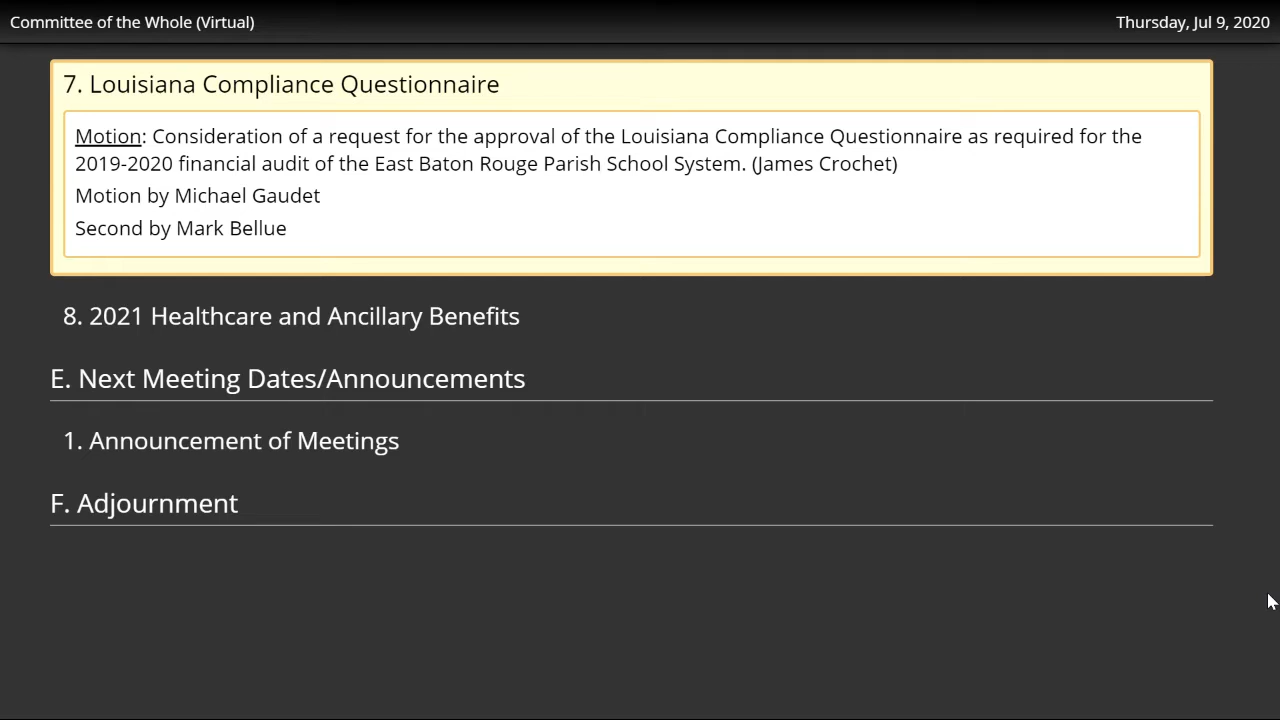 Committee of the Whole (Virtual)
Thursday, Jul 9, 2020
7. Louisiana Compliance Questionnaire
Motion: Consideration of a request for the approval of the Louisiana Compliance Questionnaire as required for the
2019-2020 financial audit of the East Baton Rouge Parish School System. (James Crochet)
Motion by Michael Gaudet
Second by Mark Bellue
8. 2021 Healthcare and Ancillary Benefits
E. Next Meeting Dates/Announcements
1. Announcement of Meetings
F. Adjournment